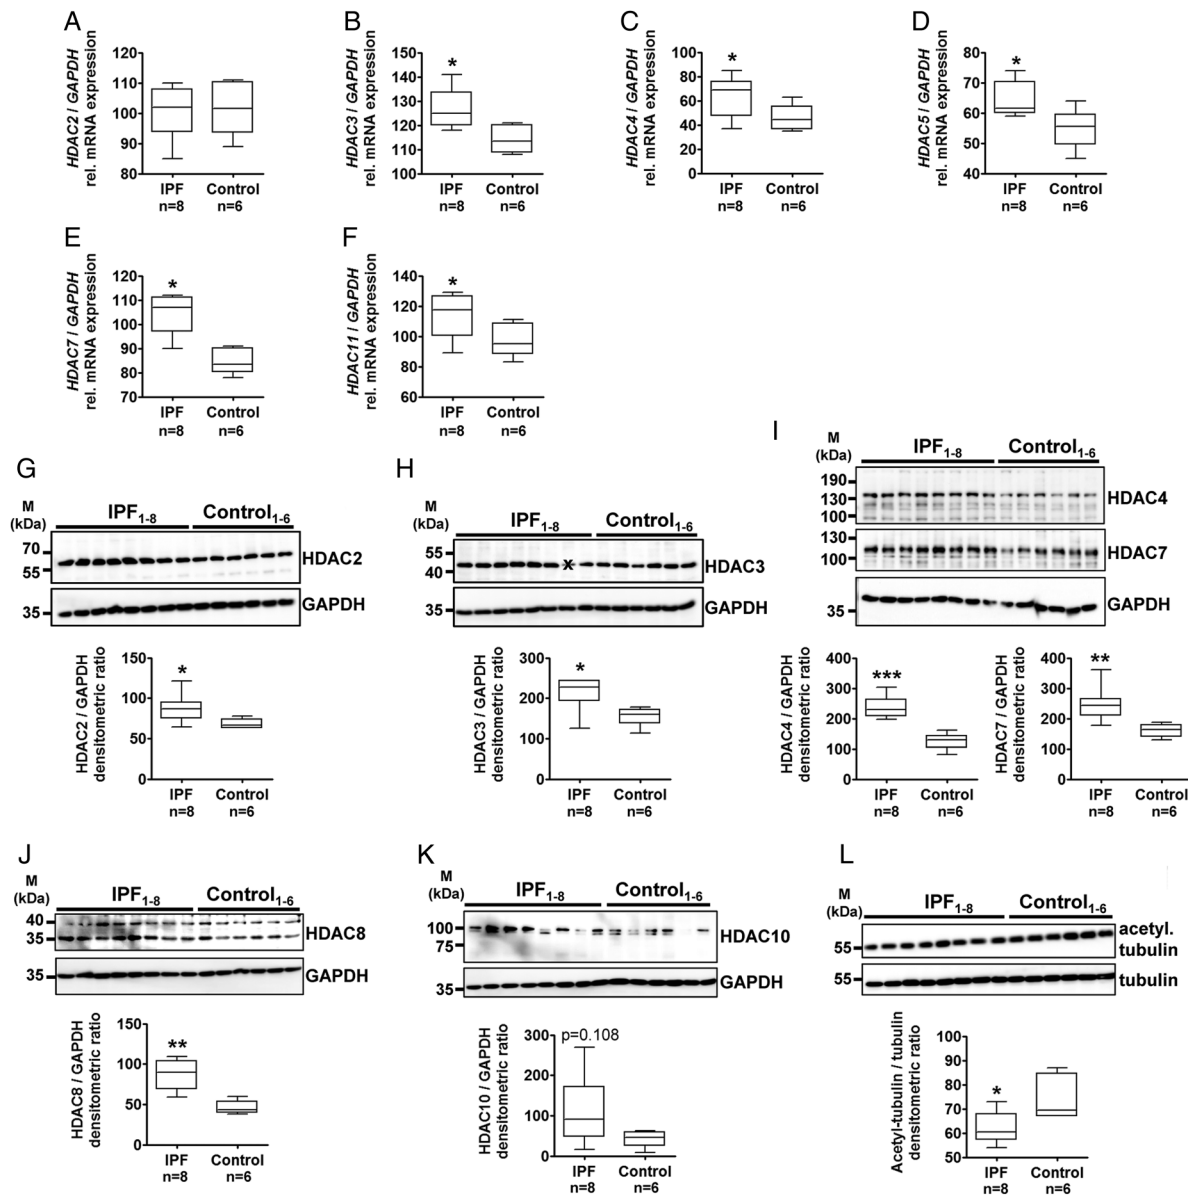 A
HDAC2 / GAPDH
rel. mRNA expression
120
110
100
90
80
IPF
n=8
Control
n=6
B
HDAC3 / GAPDH
rel. mRNA expression
150
140
130
120
110
100
*
IPF
n=8
Control
n=6
C
HDAC4 / GAPDH
rel. mRNA expression
100
80
60
40
20
0
*
IPF
n=8
Control
n=6
D
HDAC5 / GAPDH
rel. mRNA expression
80
70
60
50
40
*
IPF
n=8
Control
n=6
E
HDAC7 / GAPDH
rel. mRNA expression
120
110
100
90
80
70
*
IPF
n=8
Control
n=6
F
HDAC11 / GAPDH
rel. mRNA expression
140
120
100
80
60
*
IPF
n=8
Control
n=6
G
M
(kDa)
IPF1-8
Control1-6
70
55
HDAC2
35
GAPDH
HDAC2 / GAPDH
densitometric ratio
150
100
50
0
*
IPF
n=8
Control
n=6
H
M
(kDa)
IPF1-8
Control1-6
55
40
x
HDAC3
35
GAPDH
HDAC3 / GAPDH
densitometric ratio
300
200
100
0
*
IPF
n=8
Control
n=6
I
M
(kDa)
IPF1-8
Control1-6
190
130
100
HDAC4
130
100
HDAC7
35
GAPDH
HDAC4 / GAPDH
densitometric ratio
400
300
200
100
0
***
IPF
n=8
Control
n=6
HDAC7 / GAPDH
densitometric ratio
400
300
200
100
0
**
IPF
n=8
Control
n=6
J
M
(kDa)
IPF1-8
Control1-6
40
35
HDAC8
35
GAPDH
HDAC8 / GAPDH
densitometric ratio
150
100
50
0
**
IPF
n=8
Control
n=6
K
M
(kDa)
IPF1-8
Control1-6
100
75
HDAC10
35
GAPDH
HDAC10 / GAPDH
densitometric ratio
300
200
100
0
p=0.108
IPF
n=8
Control
n=6
L
M
(kDa)
IPF1-8
Control1-6
55
acetyl.
tubulin
55
tubulin
Acetyl-tubulin / tubulin
densitometric ratio
100
90
80
70
60
50
*
IPF
n=8
Control
n=6